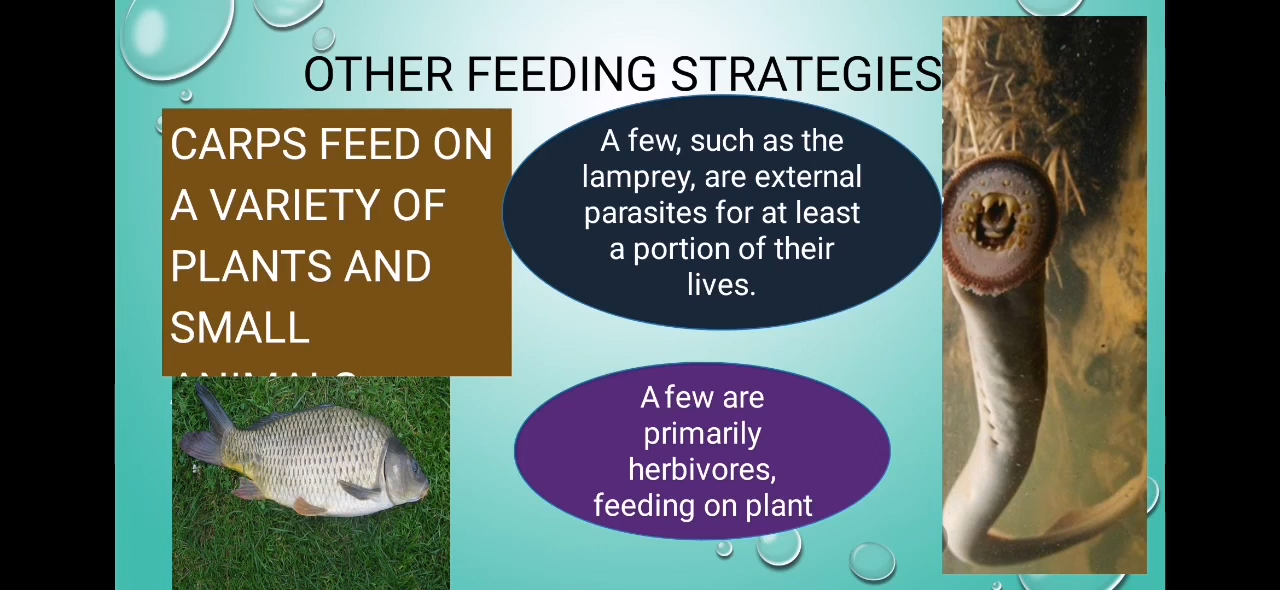 OTHER FEEDING STRATEGIES
CARPS FEED ON
A VARIETY OF
PLANTS AND
SMALL
A few, such as the
lamprey, are external
parasites for at least
a portion of their
lives.
A few are
primarily
herbivores,
feeding on plant